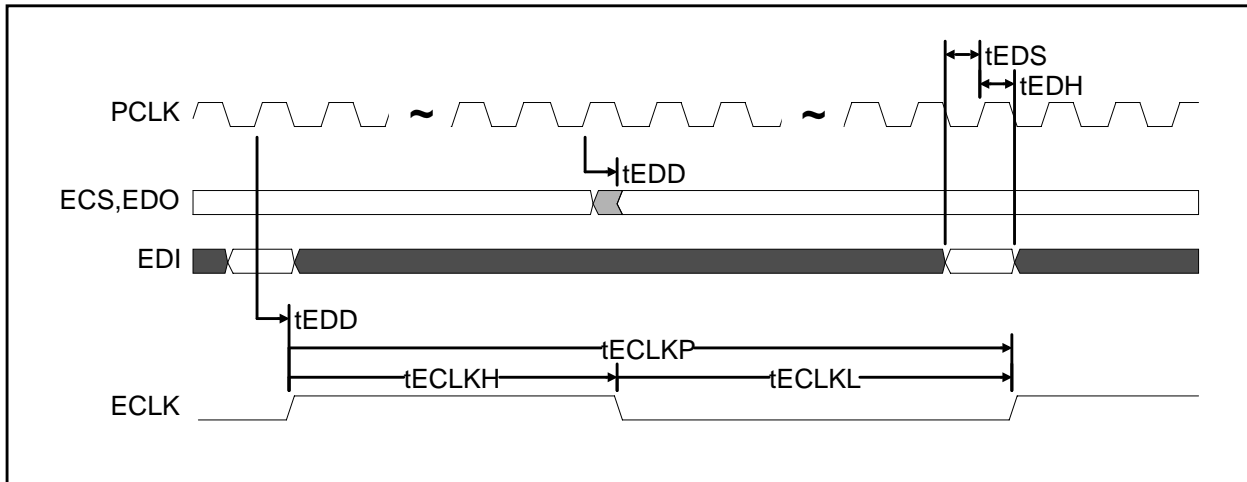 tEDS
tEDH
PCLK ~ ~
tEDD
ECS,EDO
EDI
tEDD
tECLKP
tECLKH tECLKL
ECLK